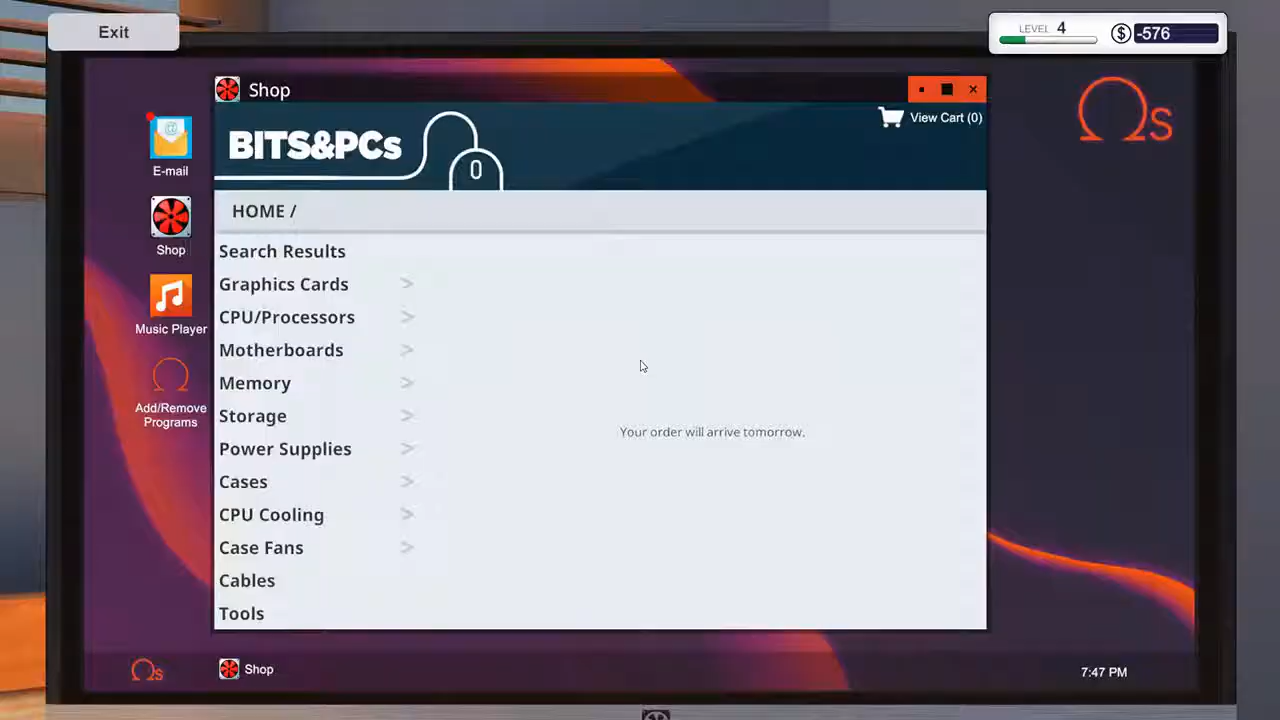 Exit
LEVEL 4
$ -576
Shop
View Cart (0)
BITS&PCs
HOME /
Search Results
Graphics Cards >
CPU/Processors >
Motherboards >
Memory >
Storage >
Power Supplies >
Cases >
CPU Cooling >
Case Fans >
Cables
Tools
Your order will arrive tomorrow.
E-mail
Shop
Music Player
Add/Remove
Programs
Ωs
Ωs
Shop
7:47 PM